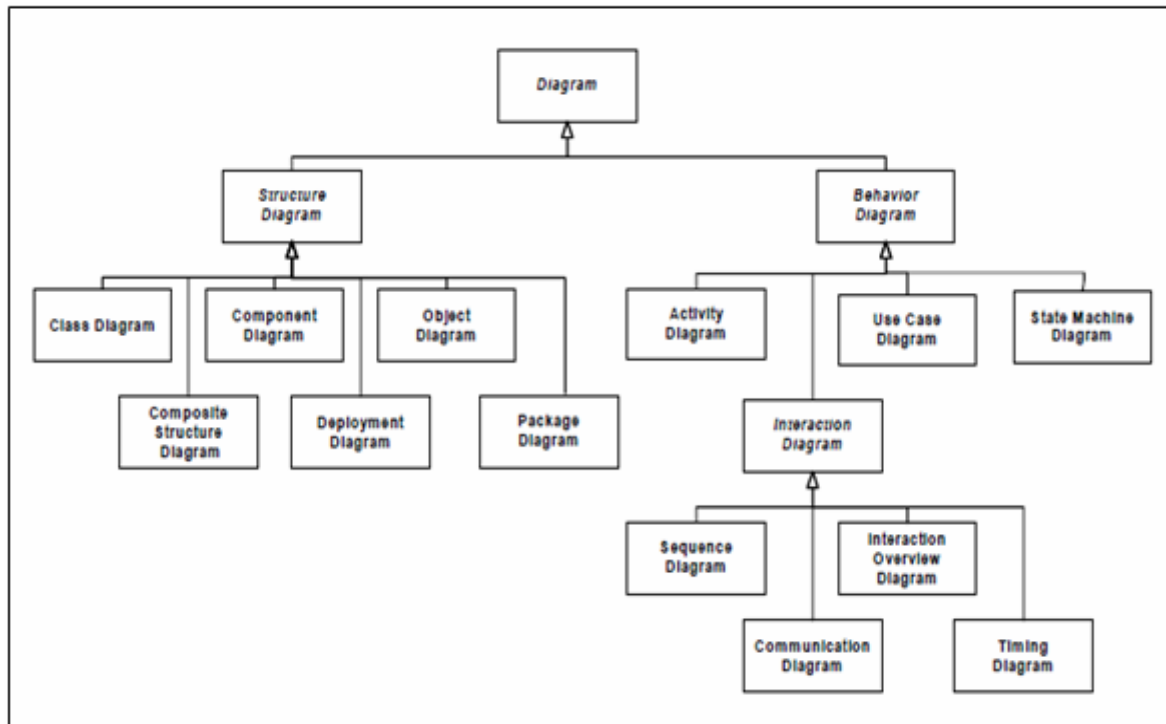 Diagram
Structure
Diagram
Behavior
Diagram
Class Diagram
Component
Diagram
Object
Diagram
Activity
Diagram
Use Case
Diagram
State Machine
Diagram
Composite
Structure
Diagram
Deployment
Diagram
Package
Diagram
Interaction
Diagram
Sequence
Diagram
Interaction
Overview
Diagram
Communication
Diagram
Timing
Diagram